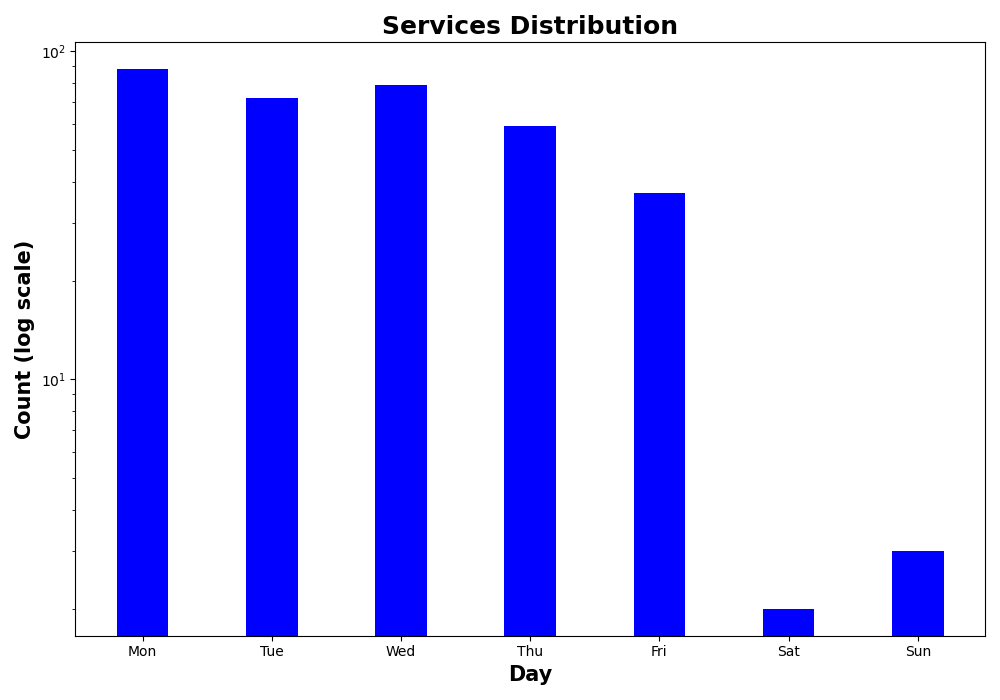 Services Distribution
10²
10¹
Count (log scale)
Mon Tue Wed Thu Fri Sat Sun
Day